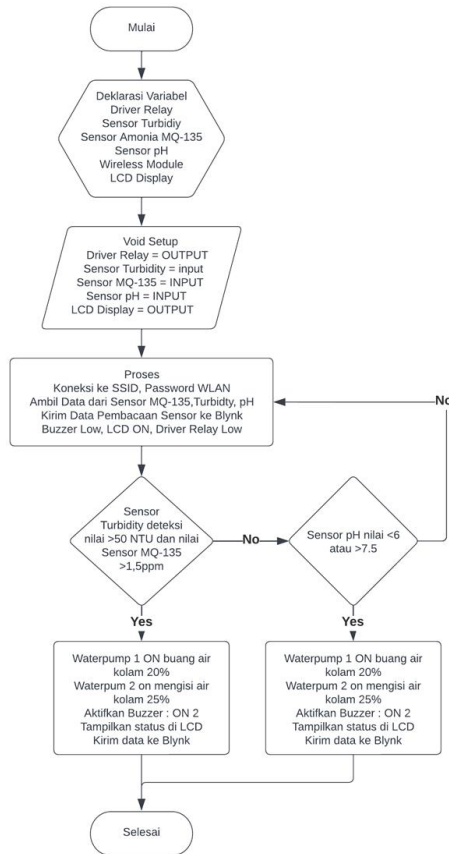 Mulai
Deklarasi Variabel
Driver Relay
Sensor Turbidiy
Sensor Amonia MQ-135
Sensor pH
Wireless Module
LCD Display
Void Setup
Driver Relay = OUTPUT
Sensor Turbidity = input
Sensor MQ-135 = INPUT
Sensor pH = INPUT
LCD Display = OUTPUT
Proses
Koneksi ke SSID, Password WLAN
Ambil Data dari Sensor MQ-135,Turbidty, pH
Kirim Data Pembacaan Sensor ke Blynk
Buzzer Low, LCD ON, Driver Relay Low
No
Sensor
Turbidity deteksi
nilai >50 NTU dan nilai
Sensor MQ-135
>1,5ppm
No
Sensor pH nilai <6
atau >7.5
Yes
Yes
Waterpump 1 ON buang air
kolam 20%
Waterpum 2 on mengisi air
kolam 25%
Aktifkan Buzzer : ON 2
Tampilkan status di LCD
Kirim data ke Blynk
Waterpump 1 ON buang air
kolam 20%
Waterpum 2 on mengisi air
kolam 25%
Aktifkan Buzzer : ON 2
Tampilkan status di LCD
Kirim data ke Blynk
Selesai